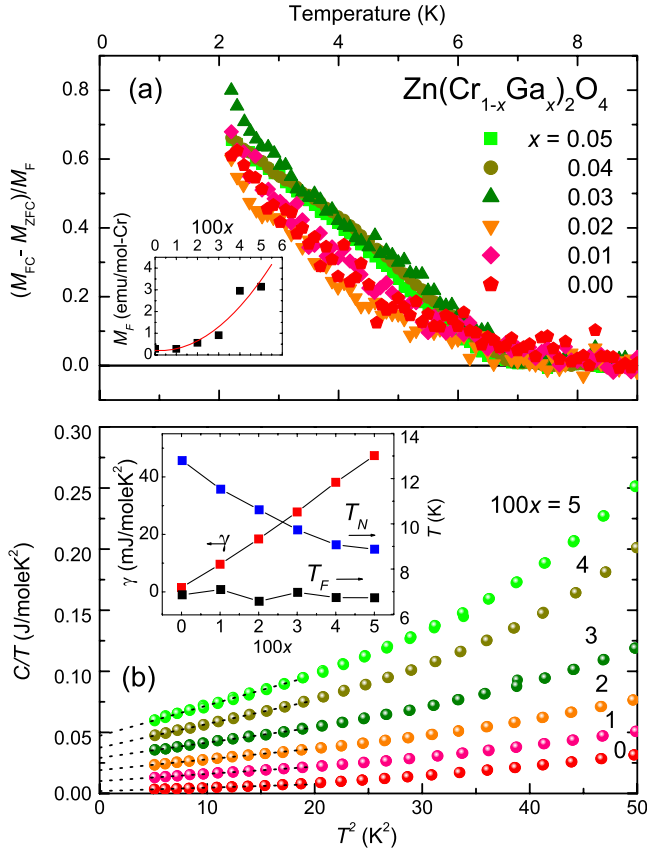 Temperature (K)
0 2 4 6 8
(a)
Zn(Cr1-xGax)2O4
x = 0.05
0.04
0.03
0.02
0.01
0.00
(MFC- MZFC)/MF
0.8
0.6
0.4
0.2
0.0
100x
0 1 2 3 4 5 6
MF (emu/mol-Cr)
4
3
2
1
0
C/T (J/moleK2)
0.30
0.25
0.20
0.15
0.10
0.05
0.00
γ (mJ/moleK2)
40
20
0
14
13
12
11
10
9
8
7
6
T (K)
TN
γ
TF
0 1 2 3 4 5
100x
100x = 5
4
3
2
1
0
(b)
0 10 20 30 40 50
T2 (K2)